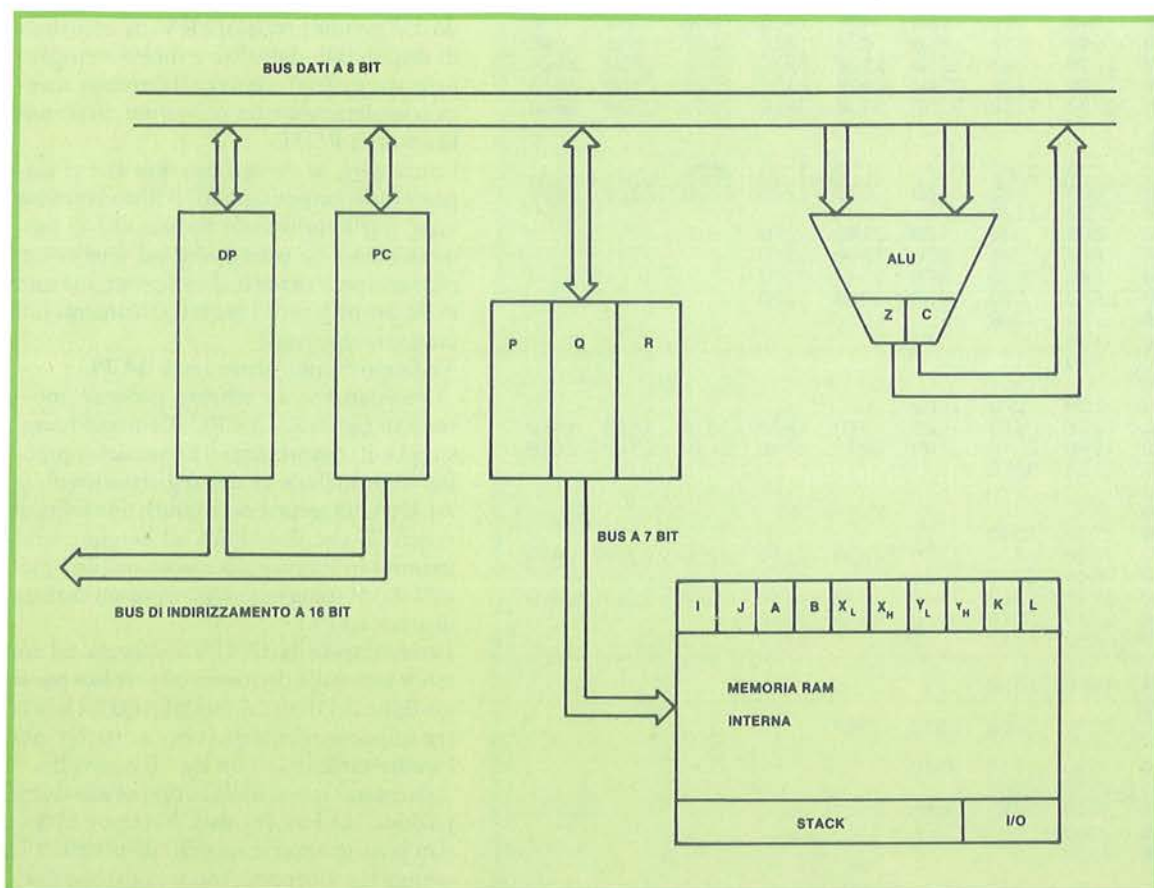 BUS DATI A 8 BIT
DP
PC
ALU
Z C
P Q R
BUS A 7 BIT
BUS DI INDIRIZZAMENTO A 16 BIT
I J A B XL XH YL YH K L
MEMORIA RAM
INTERNA
STACK
I/O